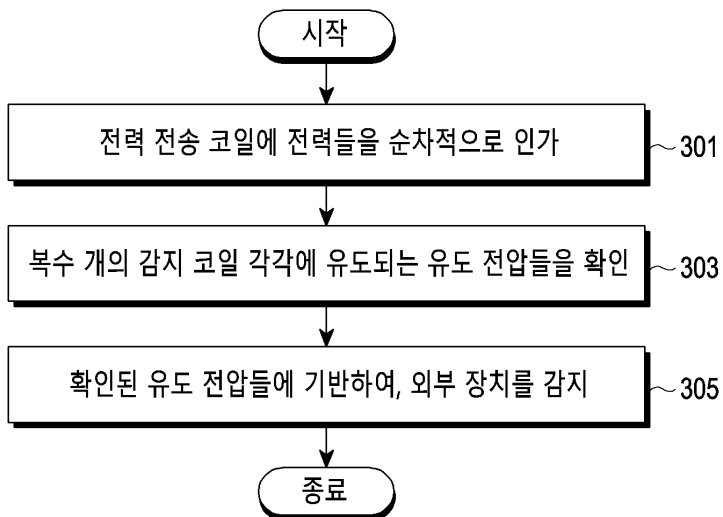 시작
전력 전송 코일에 전력들을 순차적으로 인가
301
복수 개의 감지 코일 각각에 유도되는 유도 전압들을 확인
303
확인된 유도 전압들에 기반하여, 외부 장치를 감지
305
종료